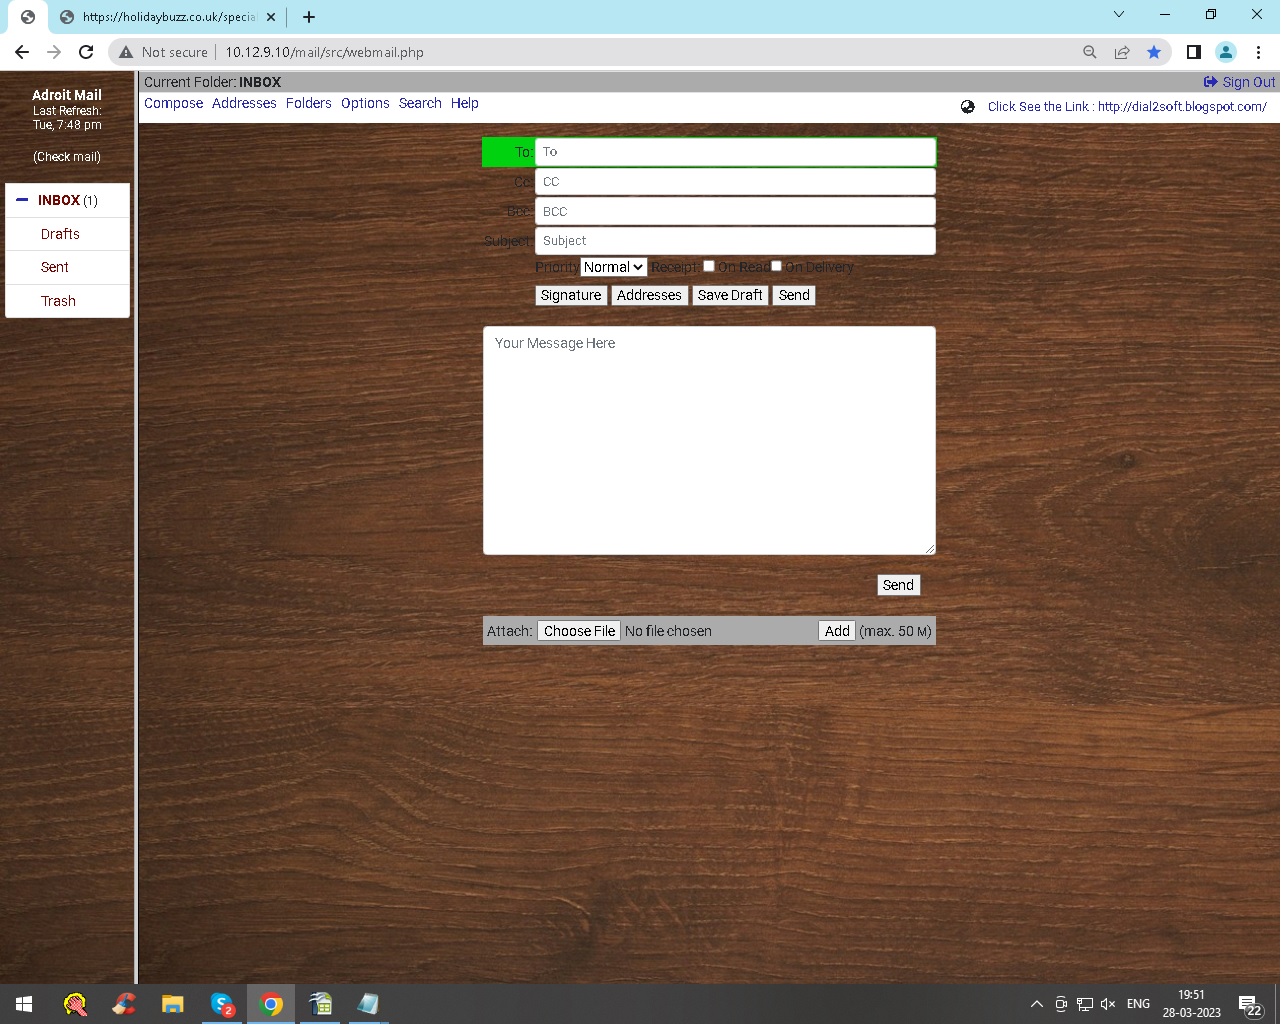 https://holidaybuzz.co.uk/specia
Not secure
10.12.9.10/mail/src/webmail.php
Adroit Mail
Last Refresh:
Tue, 7:48 pm
(Check mail)
INBOX (1)
Drafts
Sent
Trash
Current Folder: INBOX
Sign Out
Compose Addresses Folders Options Search Help
Click See the Link : http://dial2soft.blogspot.com/
To: To
Cc: CC
Bcc: BCC
Subject: Subject
Priority Normal Receipt: On Read On Delivery
Signature Addresses Save Draft Send
Your Message Here
Send
Attach: Choose File No file chosen Add (max. 50 M)
2
ENG
19:51
28-03-2023
22